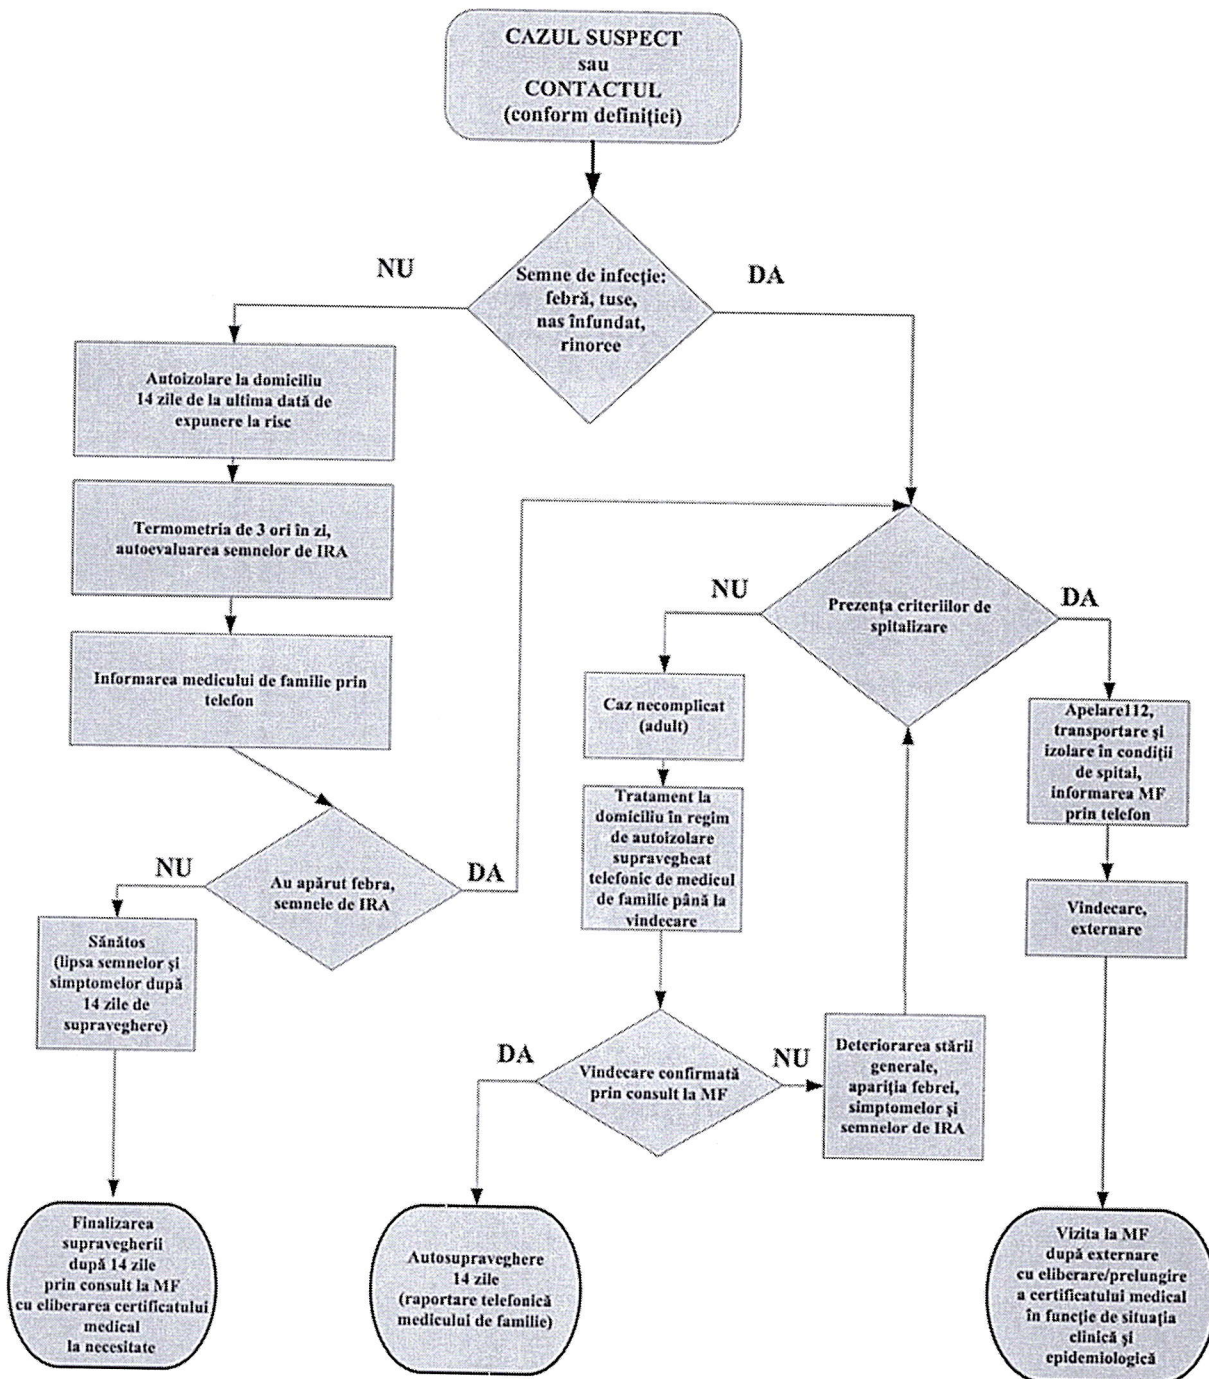 CAZUL SUSPECT
sau
CONTACTUL
(conform definiției)
NU
Semne de infecție:
febră, tuse,
nas înfundat,
rinoree
DA
Autoizolare la domiciliu
14 zile de la ultima dată de
expunere la risc
Termometria de 3 ori în zi,
autoevaluarea semnelor de IRA
Informarea medicului de familie prin
telefon
NU
Au apărut febra,
semnele de IRA
DA
Sănătos
(lipsa semnelor și
simptomelor după
14 zile de
supraveghere)
Finalizarea
supravegherii
după 14 zile
prin consult la MF
cu eliberarea certificatului
medical
la necesitate
NU
Prezența criteriilor de
spitalizare
DA
Caz necomplicat
(adult)
Tratament la
domiciliu în regim
de autoizolare
supravegheat
telefonic de medicul
de familie până la
vindecare
DA
Vindecare confirmată
prin consult la MF
NU
Deteriorarea stării
generale,
apariția febrei,
simptomelor și
semnelor de IRA
Autosupraveghere
14 zile
(raportare telefonică
medicului de familie)
Apelare112,
transportare și
izolare în condiții
de spital,
informarea MF
prin telefon
Vindecare,
externare
Vizita la MF
după externare
cu eliberare/prelungire
a certificatului medical
în funcție de situația
clinică și
epidemiologică